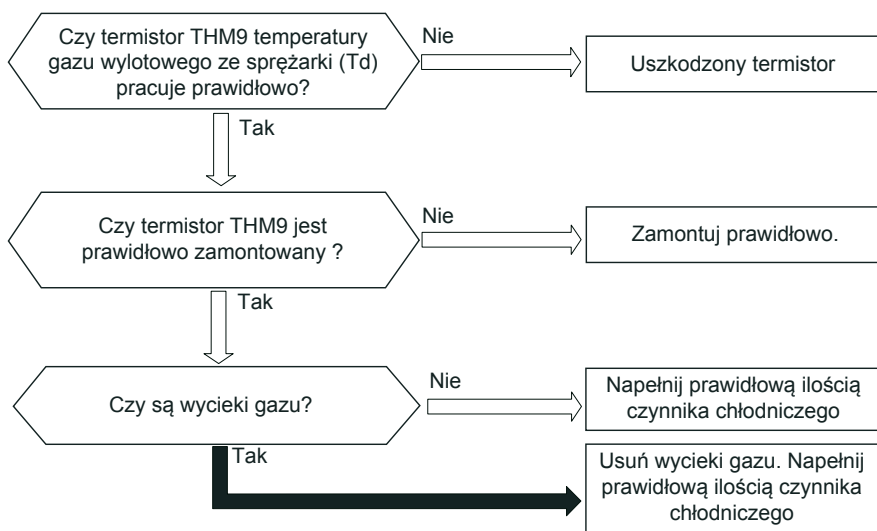 Czy termistor THM9 temperatury
gazu wylotowego ze sprężarki (Td)
pracuje prawidłowo?
Nie
Uszkodzony termistor
Tak
Czy termistor THM9 jest
prawidłowo zamontowany ?
Nie
Zamontuj prawidłowo.
Tak
Czy są wycieki gazu?
Nie
Napełnij prawidłową ilością
czynnika chłodniczego
Tak
Usuń wycieki gazu. Napełnij
prawidłową ilością czynnika
chłodniczego